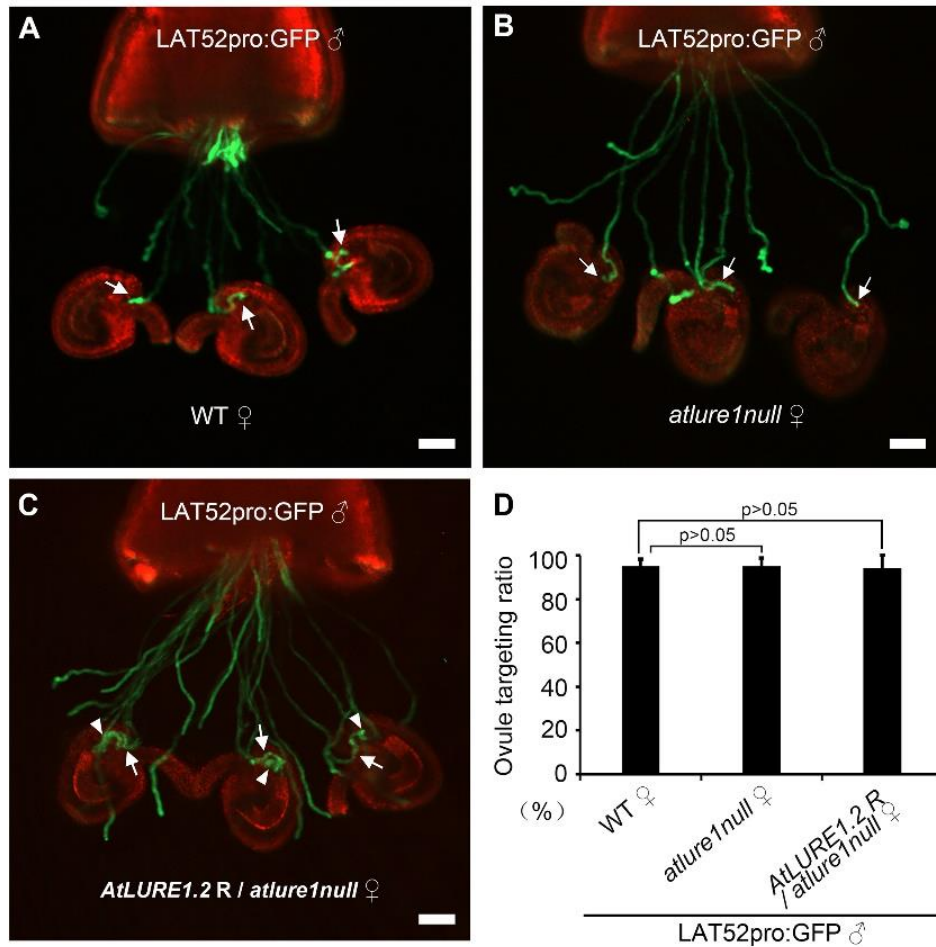 A
LAT52pro:GFP ♂
WT ♀
B
LAT52pro:GFP ♂
atlure1null ♀
C
LAT52pro:GFP ♂
AtLURE1.2 R / atlure1null ♀
D
p>0.05
p>0.05
Ovule targeting ratio
100
80
60
40
20
0
(%)
WT ♀
atlure1null ♀
AtLURE1.2 R
/ atlure1null ♀
LAT52pro:GFP ♂